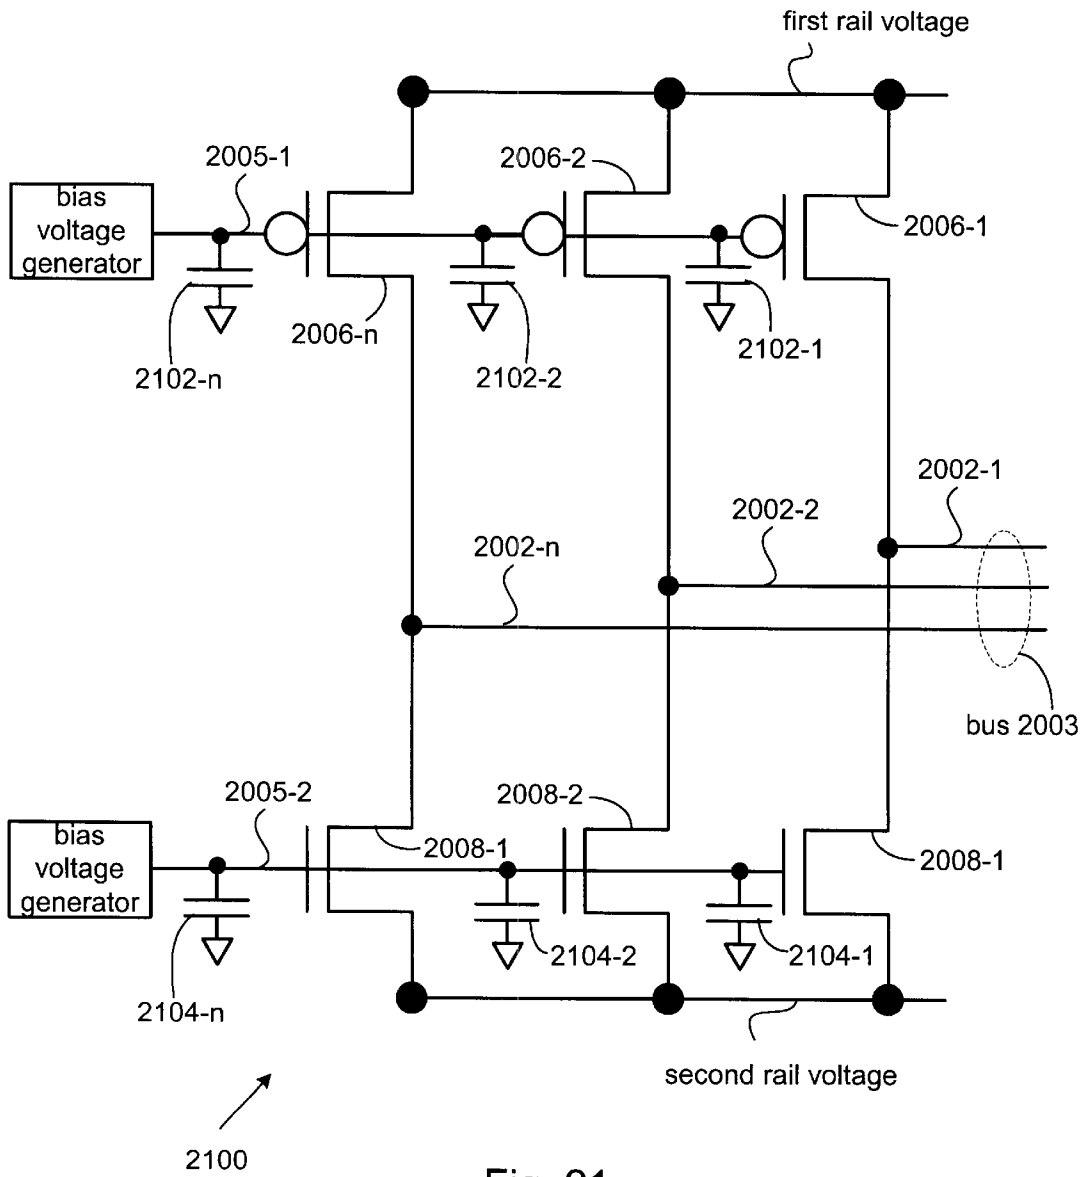 first rail voltage
2005-1
2006-2
bias
voltage
generator
2006-1
2006-n
2102-n
2102-2
2102-1
2002-1
2002-2
2002-n
bus 2003
2005-2
2008-2
bias
voltage
generator
2008-1
2008-1
2104-2
2104-1
2104-n
second rail voltage
2100